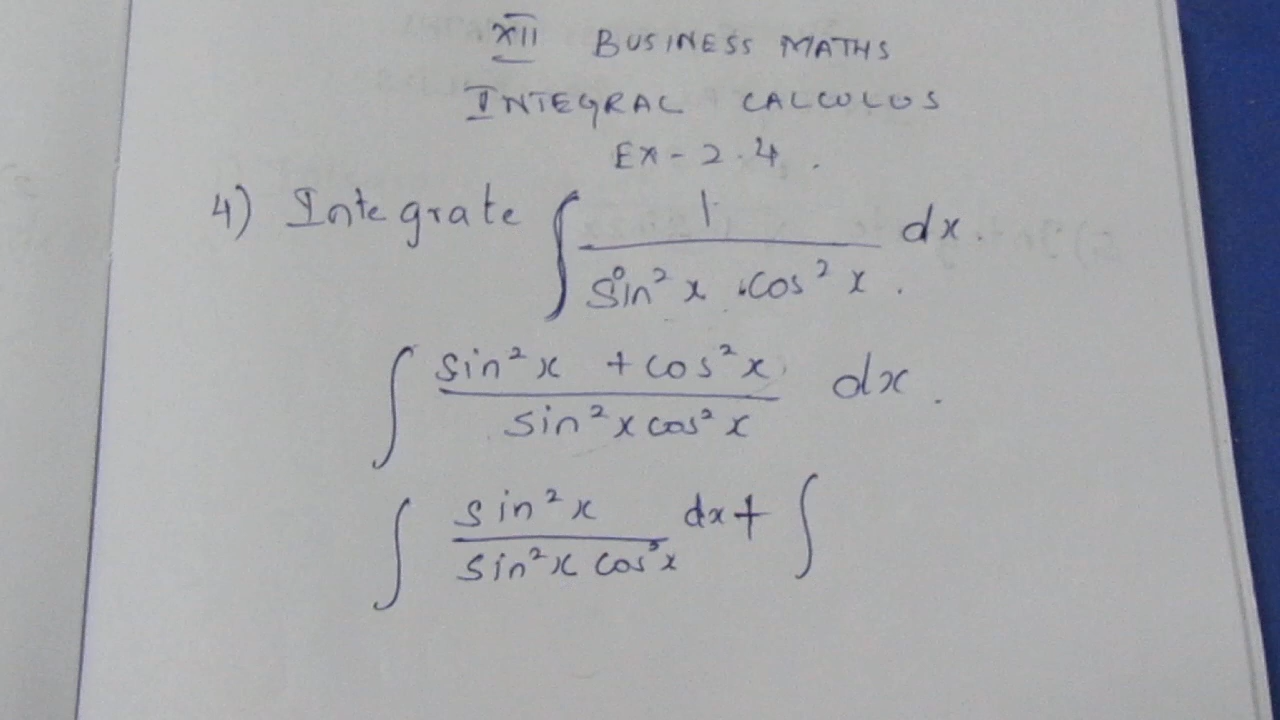 XII BUSINESS MATHS
INTEGRAL CALCULUS
EX - 2.4.
4) Integrate ∫ 1 / sin²x .cos²x dx.
∫ sin²x + cos²x / sin²x cos²x dx.
∫ sin²x / sin²x cos²x dx + ∫